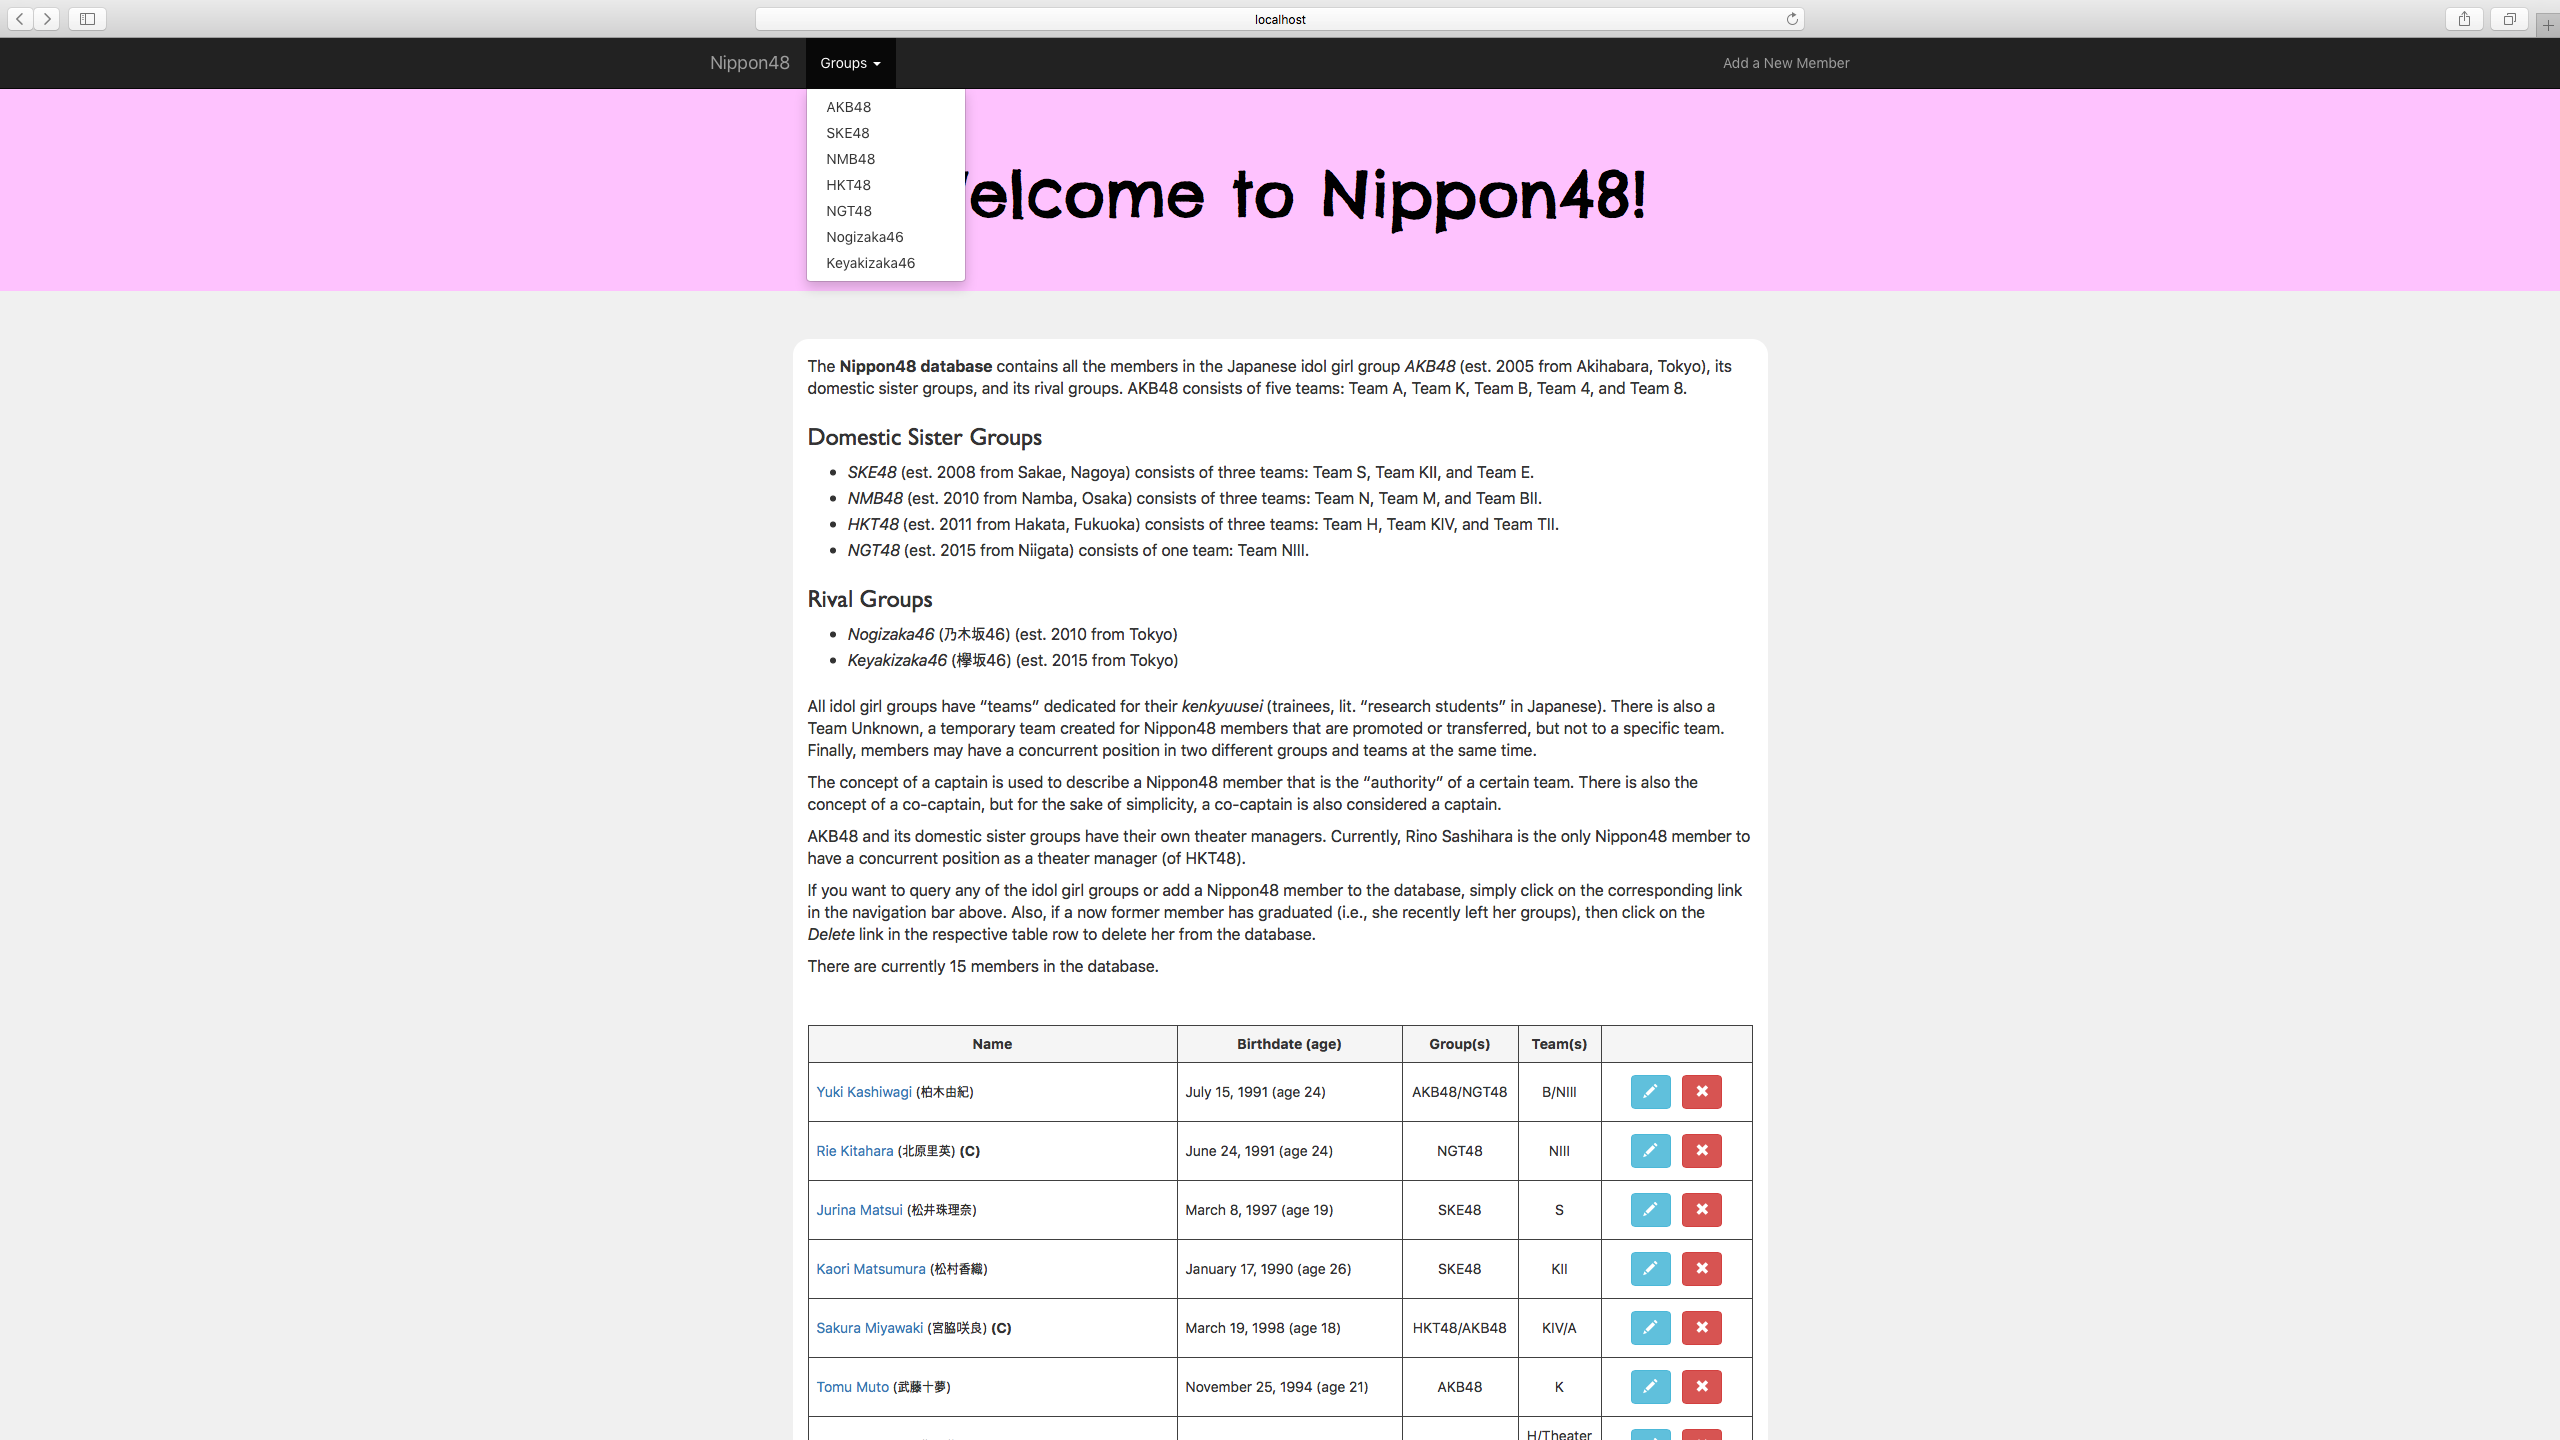 localhost
Nippon48
Groups
Add a New Member
AKB48
SKE48
NMB48
HKT48
NGT48
Nogizaka46
Keyakizaka46
elcome to Nippon48!
The Nippon48 database contains all the members in the Japanese idol girl group AKB48 (est. 2005 from Akihabara, Tokyo), its
domestic sister groups, and its rival groups. AKB48 consists of five teams: Team A, Team K, Team B, Team 4, and Team 8.
Domestic Sister Groups
• SKE48 (est. 2008 from Sakae, Nagoya) consists of three teams: Team S, Team KII, and Team E.
• NMB48 (est. 2010 from Namba, Osaka) consists of three teams: Team N, Team M, and Team BII.
• HKT48 (est. 2011 from Hakata, Fukuoka) consists of three teams: Team H, Team KIV, and Team TII.
• NGT48 (est. 2015 from Niigata) consists of one team: Team NIII.
Rival Groups
• Nogizaka46 (乃木坂46) (est. 2010 from Tokyo)
• Keyakizaka46 (欅坂46) (est. 2015 from Tokyo)
All idol girl groups have “teams” dedicated for their kenkyuusei (trainees, lit. “research students” in Japanese). There is also a
Team Unknown, a temporary team created for Nippon48 members that are promoted or transferred, but not to a specific team.
Finally, members may have a concurrent position in two different groups and teams at the same time.
The concept of a captain is used to describe a Nippon48 member that is the “authority” of a certain team. There is also the
concept of a co-captain, but for the sake of simplicity, a co-captain is also considered a captain.
AKB48 and its domestic sister groups have their own theater managers. Currently, Rino Sashihara is the only Nippon48 member to
have a concurrent position as a theater manager (of HKT48).
If you want to query any of the idol girl groups or add a Nippon48 member to the database, simply click on the corresponding link
in the navigation bar above. Also, if a now former member has graduated (i.e., she recently left her groups), then click on the
Delete link in the respective table row to delete her from the database.
There are currently 15 members in the database.
Name Birthdate (age) Group(s) Team(s)
Yuki Kashiwagi (柏木由紀) July 15, 1991 (age 24) AKB48/NGT48 B/NIII
Rie Kitahara (北原里英) (C) June 24, 1991 (age 24) NGT48 NIII
Jurina Matsui (松井珠理奈) March 8, 1997 (age 19) SKE48 S
Kaori Matsumura (松村香織) January 17, 1990 (age 26) SKE48 KII
Sakura Miyawaki (宮脇咲良) (C) March 19, 1998 (age 18) HKT48/AKB48 KIV/A
Tomu Muto (武藤十夢) November 25, 1994 (age 21) AKB48 K
H/Theater